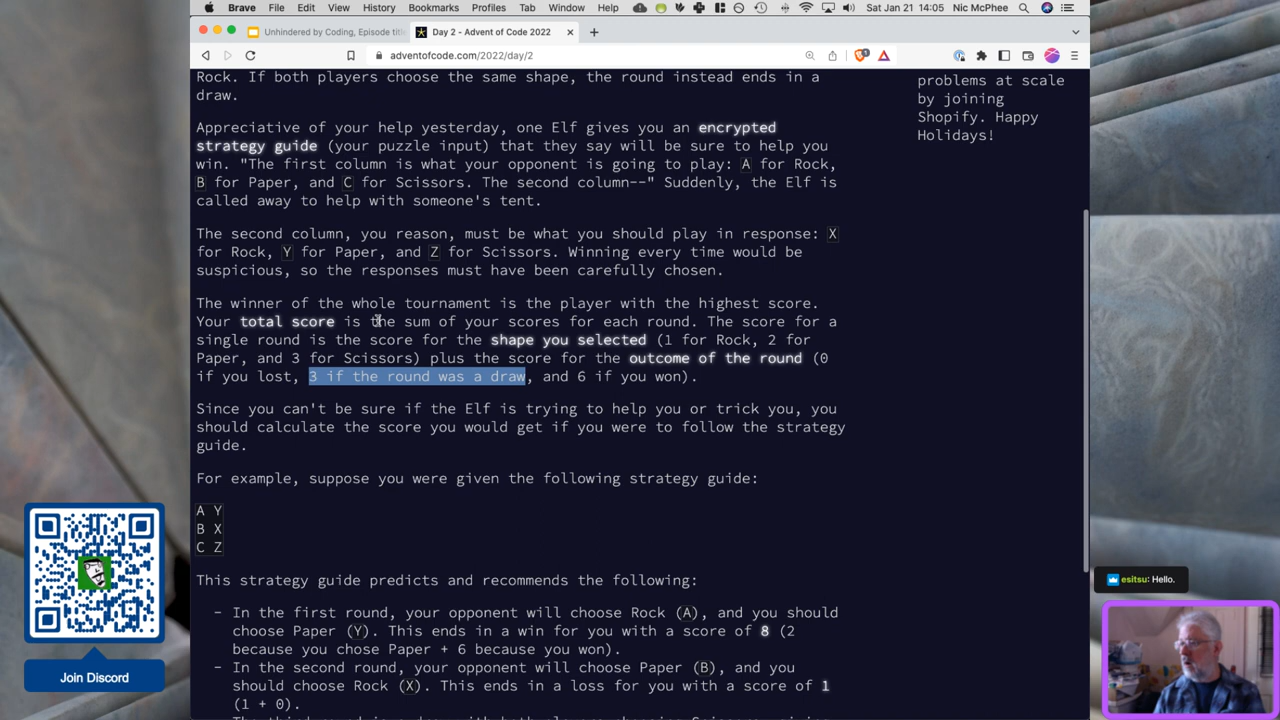 Brave File Edit View History Bookmarks Profiles Tab Window Help Sat Jan 21 14:05 Nic McPhee
Unhindered by Coding, Episode titl
Day 2 - Advent of Code 2022
adventofcode.com/2022/day/2
Rock. If both players choose the same shape, the round instead ends in a
draw.
problems at scale
by joining
Shopify. Happy
Holidays!
Appreciative of your help yesterday, one Elf gives you an encrypted
strategy guide (your puzzle input) that they say will be sure to help you
win. "The first column is what your opponent is going to play: A for Rock,
B for Paper, and C for Scissors. The second column--" Suddenly, the Elf is
called away to help with someone's tent.
The second column, you reason, must be what you should play in response: X
for Rock, Y for Paper, and Z for Scissors. Winning every time would be
suspicious, so the responses must have been carefully chosen.
The winner of the whole tournament is the player with the highest score.
Your total score is the sum of your scores for each round. The score for a
single round is the score for the shape you selected (1 for Rock, 2 for
Paper, and 3 for Scissors) plus the score for the outcome of the round (0
if you lost, 3 if the round was a draw, and 6 if you won).
Since you can't be sure if the Elf is trying to help you or trick you, you
should calculate the score you would get if you were to follow the strategy
guide.
For example, suppose you were given the following strategy guide:
A Y
B X
C Z
This strategy guide predicts and recommends the following:
- In the first round, your opponent will choose Rock (A), and you should
choose Paper (Y). This ends in a win for you with a score of 8 (2
because you chose Paper + 6 because you won).
- In the second round, your opponent will choose Paper (B), and you
should choose Rock (X). This ends in a loss for you with a score of 1
(1 + 0).
- The third round is a draw with both players choosing Scissors, giving
Join Discord
esitsu: Hello.